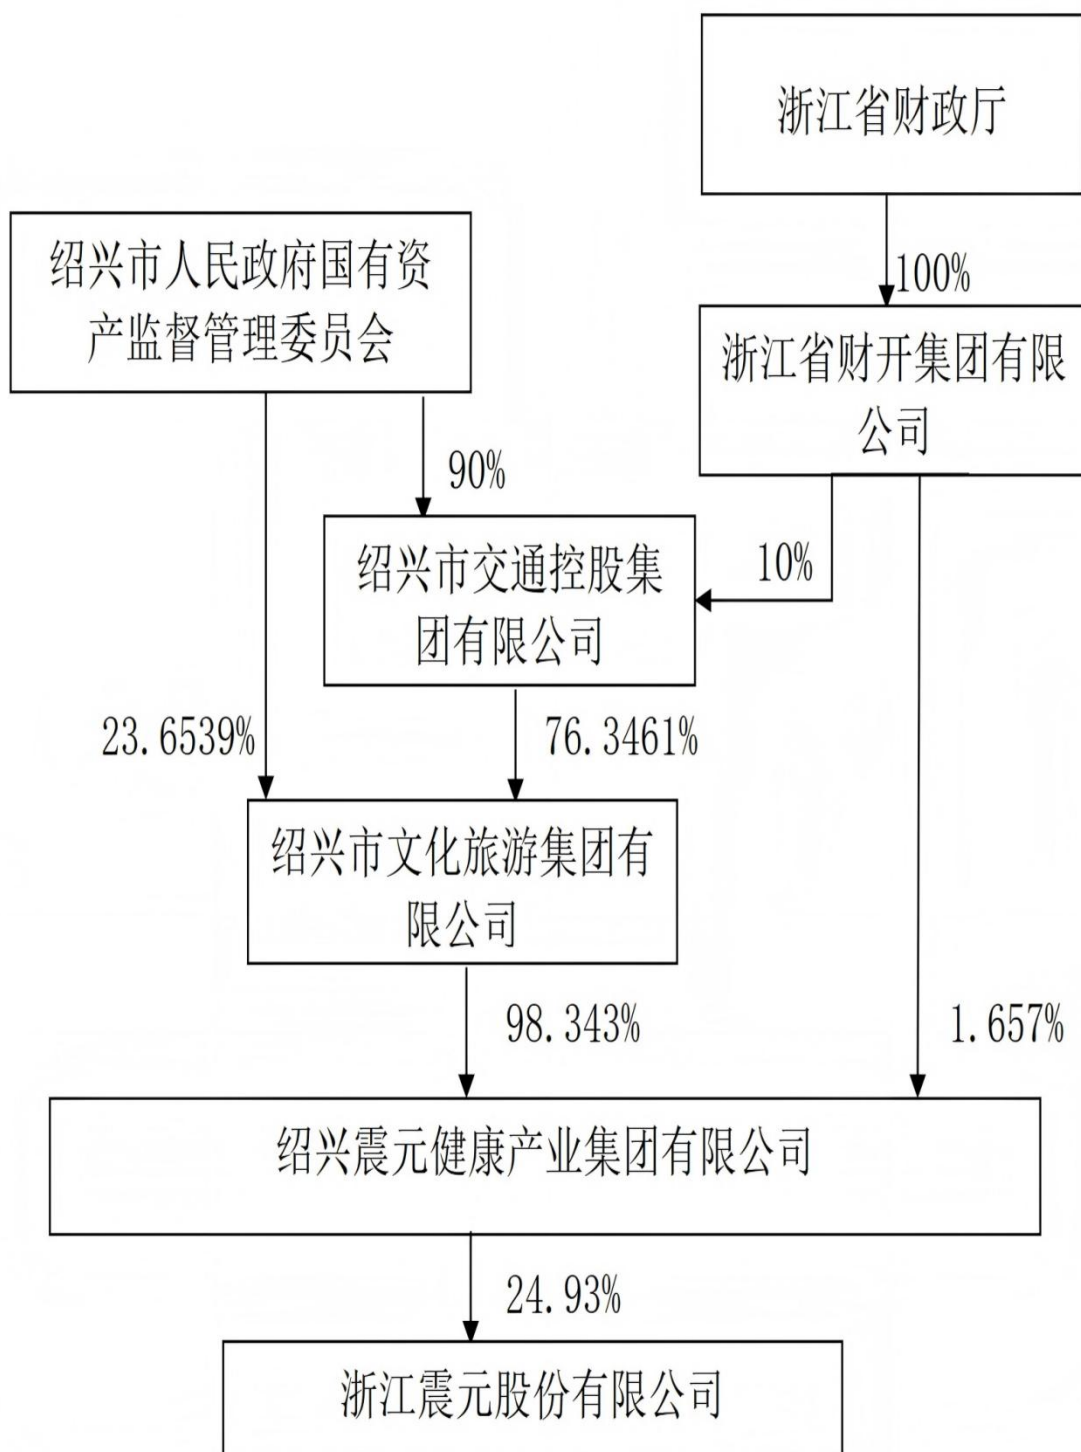 浙江省财政厅
绍兴市人民政府国有资
产监督管理委员会
100%
浙江省财开集团有限
公司
90%
10%
绍兴市交通控股集
团有限公司
23.6539%
76.3461%
绍兴市文化旅游集团有
限公司
98.343%
1.657%
绍兴震元健康产业集团有限公司
24.93%
浙江震元股份有限公司